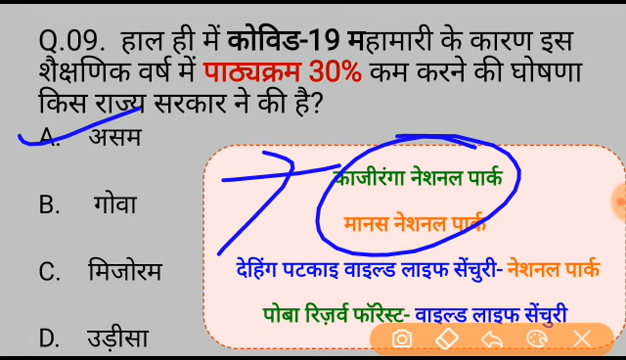 Q.09. हाल ही में कोविड-19 महामारी के कारण इस
शैक्षणिक वर्ष में पाठ्यक्रम 30% कम करने की घोषणा
किस राज्य सरकार ने की है?
A. असम
B. गोवा
C. मिजोरम
D. उड़ीसा
काजीरंगा नेशनल पार्क
मानस नेशनल पार्क
देहिंग पटकाइ वाइल्ड लाइफ सेंचुरी- नेशनल पार्क
पोबा रिज़र्व फॉरेस्ट- वाइल्ड लाइफ सेंचुरी